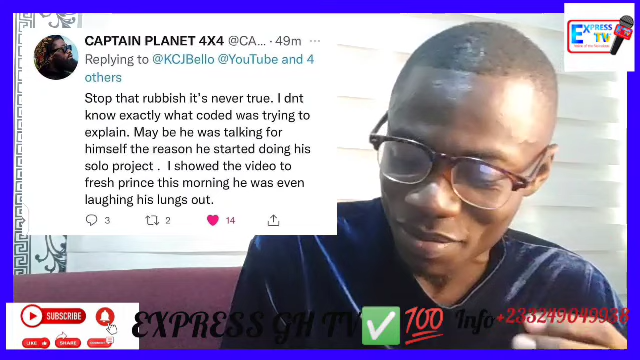 CAPTAIN PLANET 4X4 @CA... · 49m
Replying to @KCJBello @YouTube and 4
others
Stop that rubbish it's never true. I dnt
know exactly what coded was trying to
explain. May be he was talking for
himself the reason he started doing his
solo project . I showed the video to
fresh prince this morning he was even
laughing his lungs out.
3 2 14
EXPRESS
TV
SUBSCRIBE
LIKE SHARE
EXPRESS GH TV✅💯 Info+233249049938